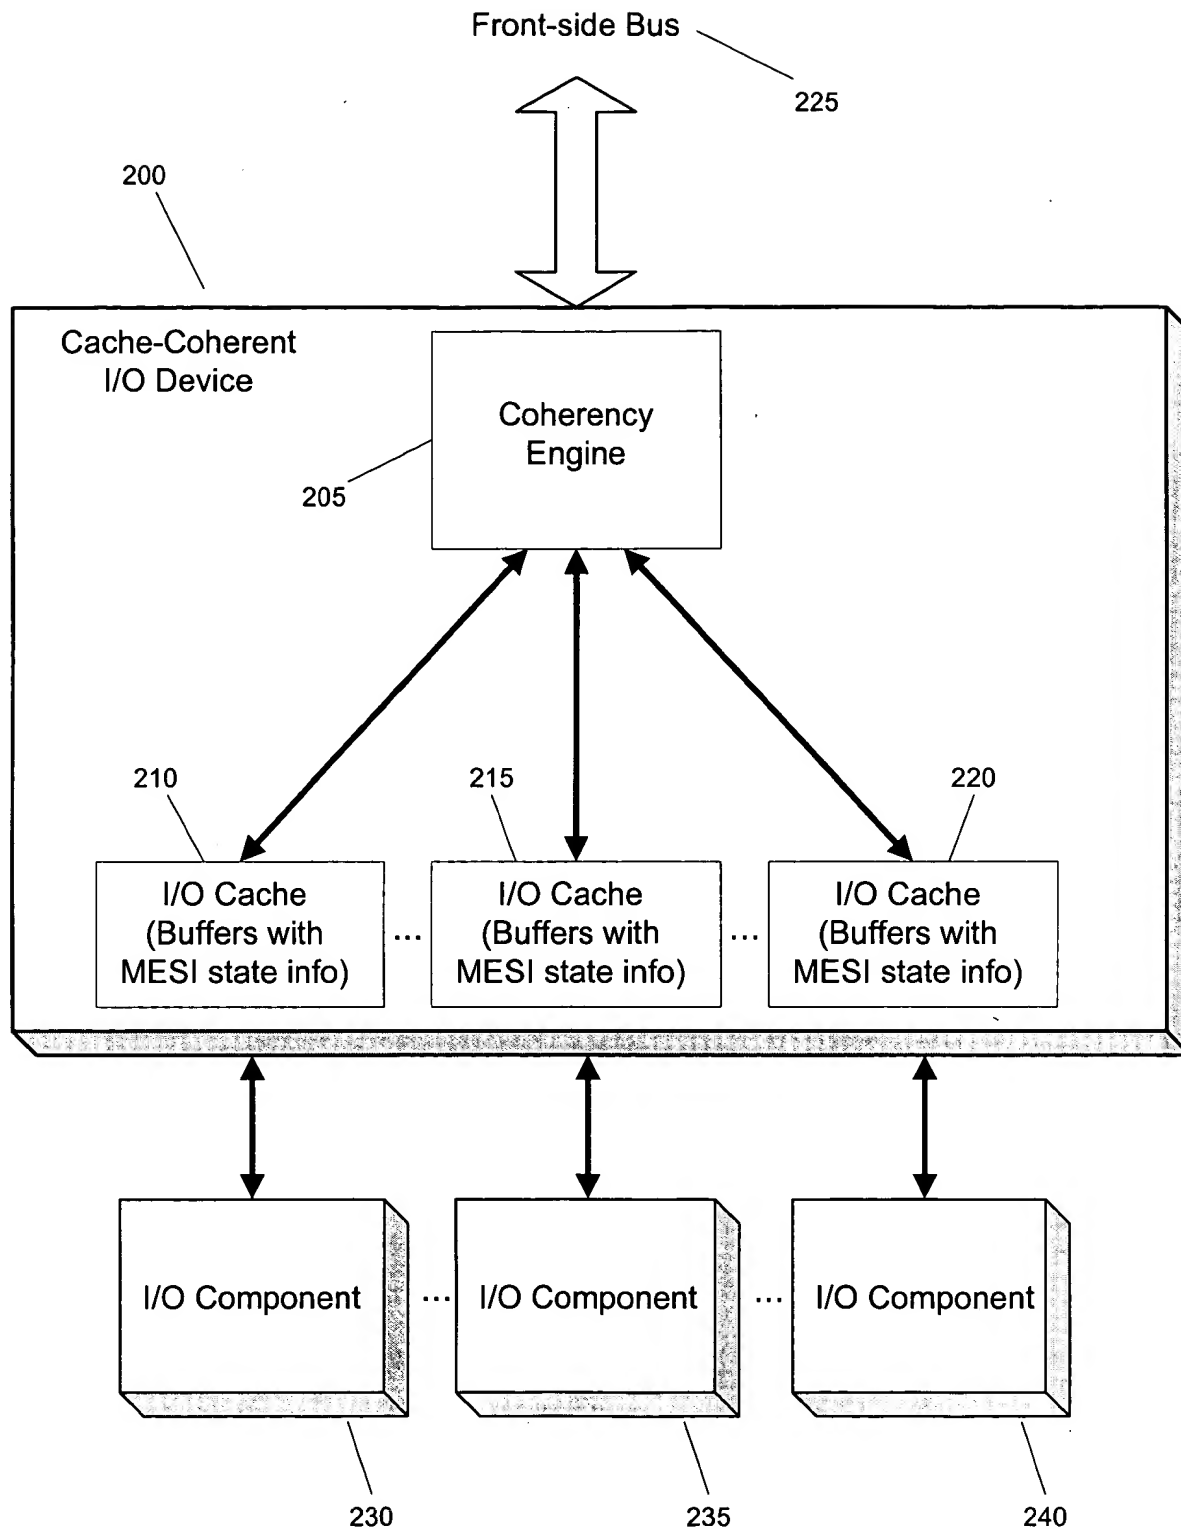 Front-side Bus
225
200
Cache-Coherent
I/O Device
Coherency
Engine
205
210
215
220
I/O Cache
(Buffers with
MESI state info)
...
I/O Cache
(Buffers with
MESI state info)
...
I/O Cache
(Buffers with
MESI state info)
I/O Component
...
I/O Component
...
I/O Component
230
235
240